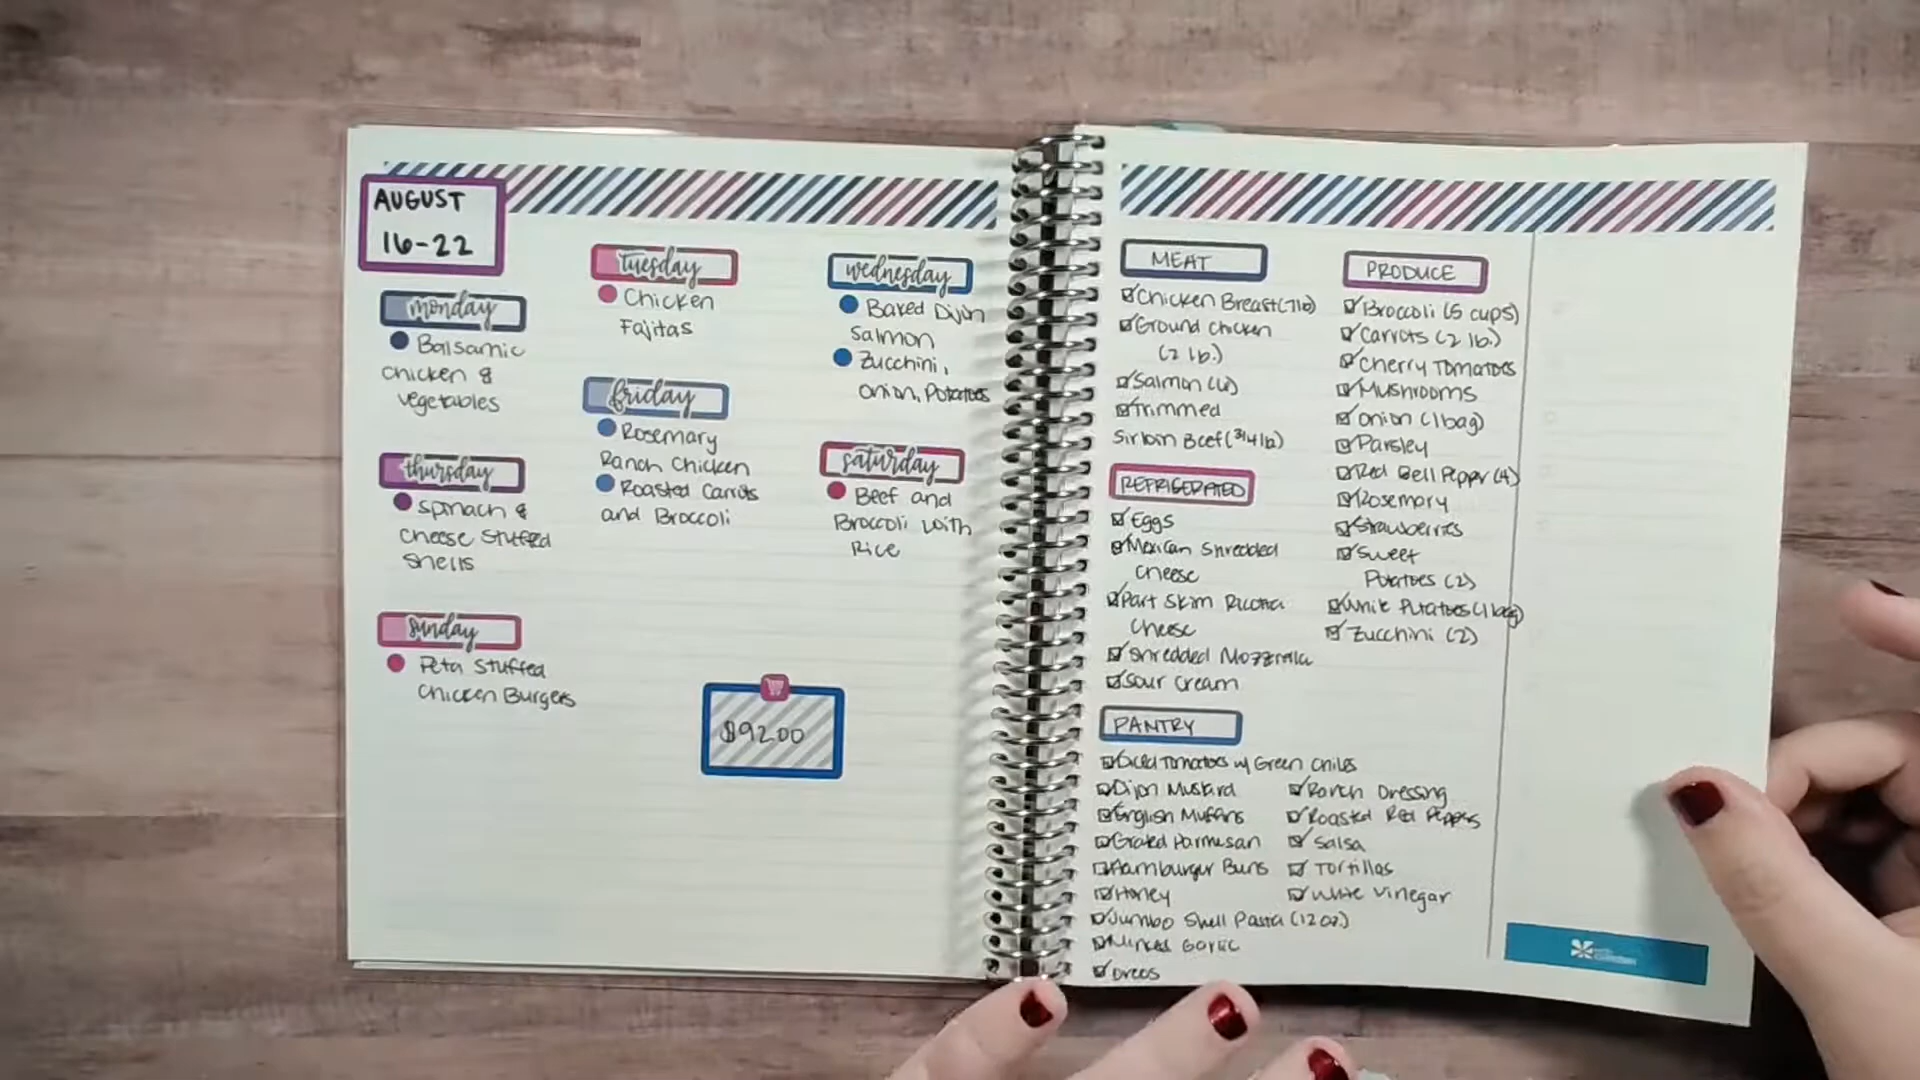 AUGUST
16-22
monday
Balsamic
chicken &
vegetables
tuesday
Chicken
Fajitas
wednesday
Baked Dijon
Salmon
Zucchini,
onion, Potatoes
thursday
Spinach &
Cheese Stuffed
Shells
friday
Rosemary
Ranch Chicken
Roasted Carrots
and Broccoli
saturday
Beef and
Broccoli with
Rice
sunday
Feta Stuffed
Chicken Burgers
$92.00
MEAT
Chicken Breast (7lb)
Ground Chicken
(2 lb.)
Salmon
Trimmed
Sirloin Beef (3/4 lb)
REFRIGERATED
Eggs
Mexican Shredded
Cheese
Part Skim Ricotta
Cheese
Shredded Mozzarella
Sour Cream
PRODUCE
Broccoli (5 cups)
Carrots (2 lb.)
Cherry Tomatoes
Mushrooms
Onion (1 bag)
Parsley
Red Bell Pepper (4)
Rosemary
Strawberries
Sweet
Potatoes (2)
White Potatoes (1 bag)
Zucchini (2)
PANTRY
Diced Tomatoes w/ Green Chiles
Dijon Mustard
English Muffins
Grated Parmesan
Hamburger Buns
Honey
Jumbo Shell Pasta (12 oz.)
Minced Garlic
Oreos
Ranch Dressing
Roasted Red Peppers
Salsa
Tortillas
White Vinegar